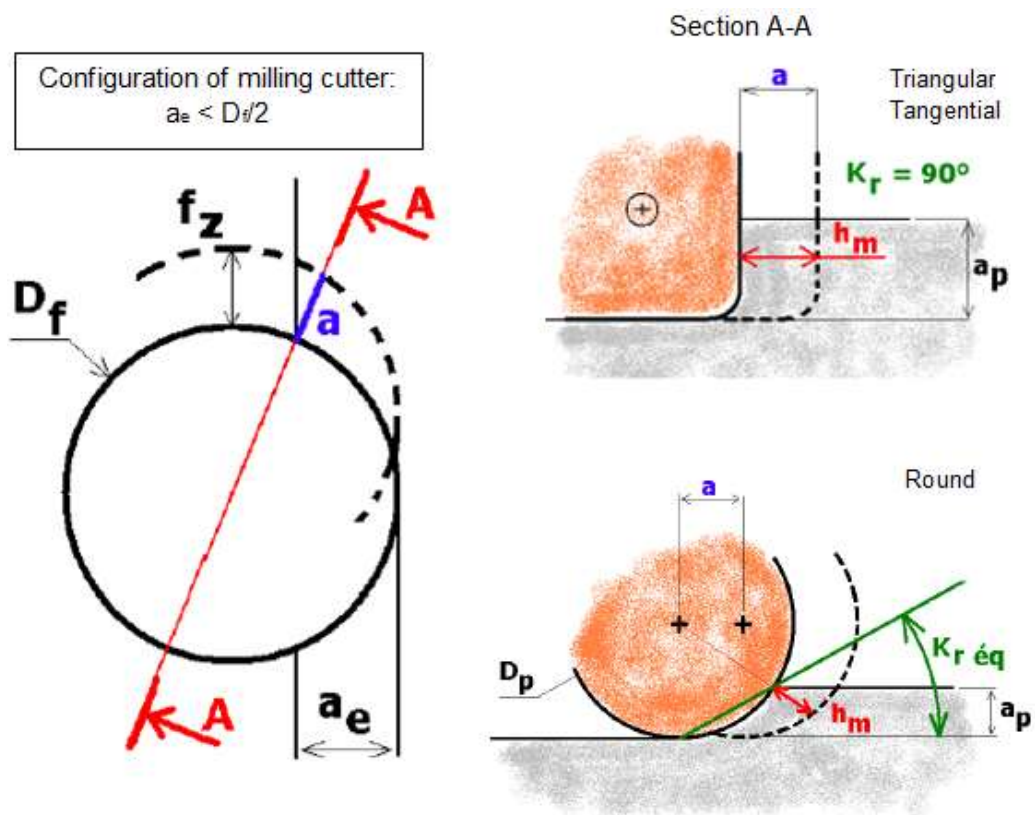 Section A-A
Configuration of milling cutter:
ae < Df/2
a
Triangular
Tangential
A
Kr = 90°
fz
hm
ap
Df
a
Round
a
Kr éq
Dp
hm
ap
A
ae